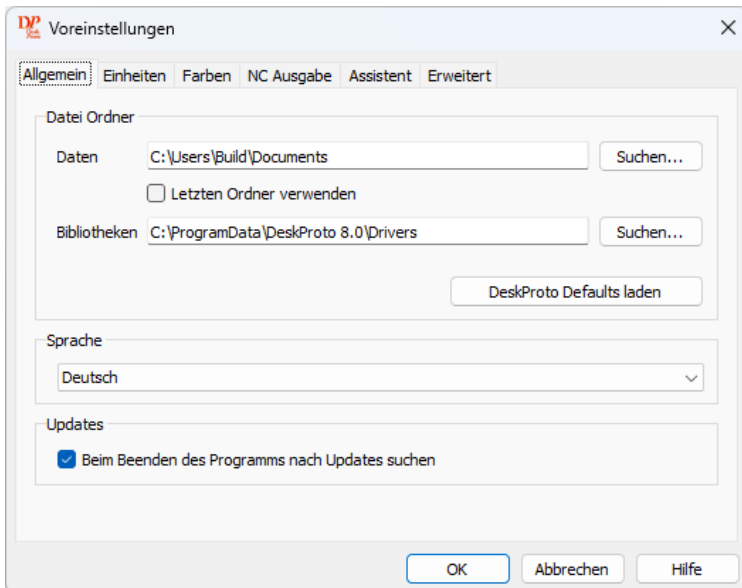 DP
Voreinstellungen
Allgemein Einheiten Farben NC Ausgabe Assistent Erweitert
Datei Ordner
Daten C:\Users\Build\Documents Suchen...
Letzten Ordner verwenden
Bibliotheken C:\ProgramData\DeskProto 8.0\Drivers Suchen...
DeskProto Defaults laden
Sprache
Deutsch
Updates
Beim Beenden des Programms nach Updates suchen
OK Abbrechen Hilfe